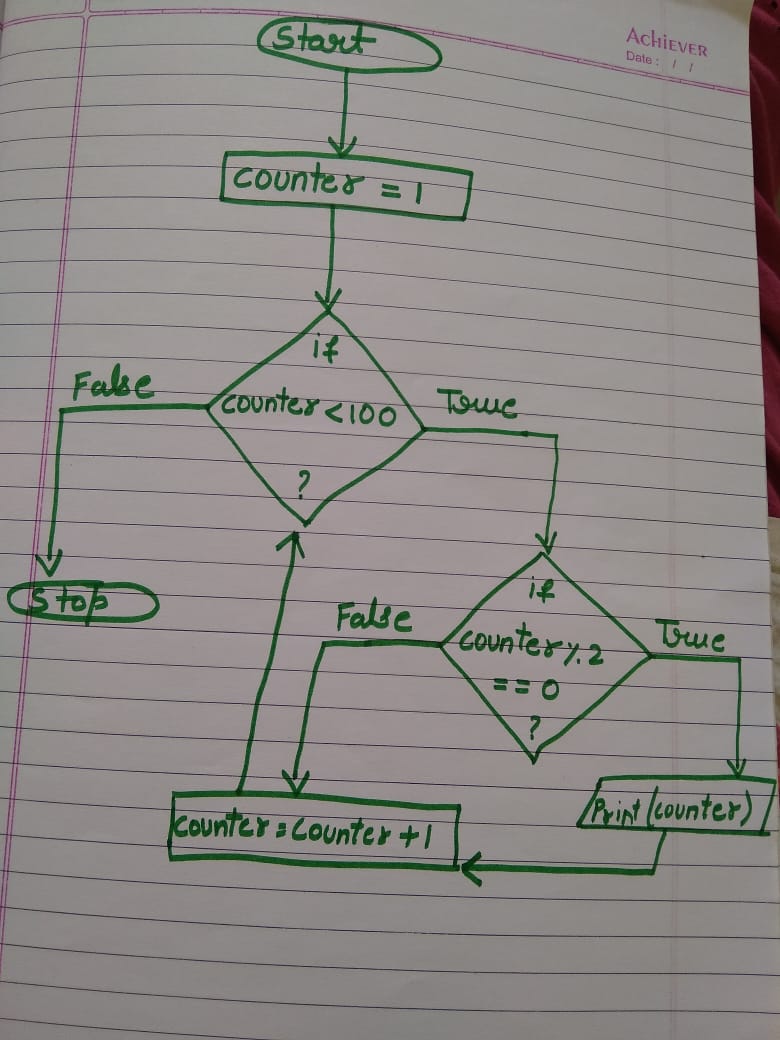 Start
AcHiEVER
Date : / /
counter = 1
if
counter < 100
?
False
True
Stop
if
counter % 2
== 0
?
False
True
Print (counter)
counter = counter + 1